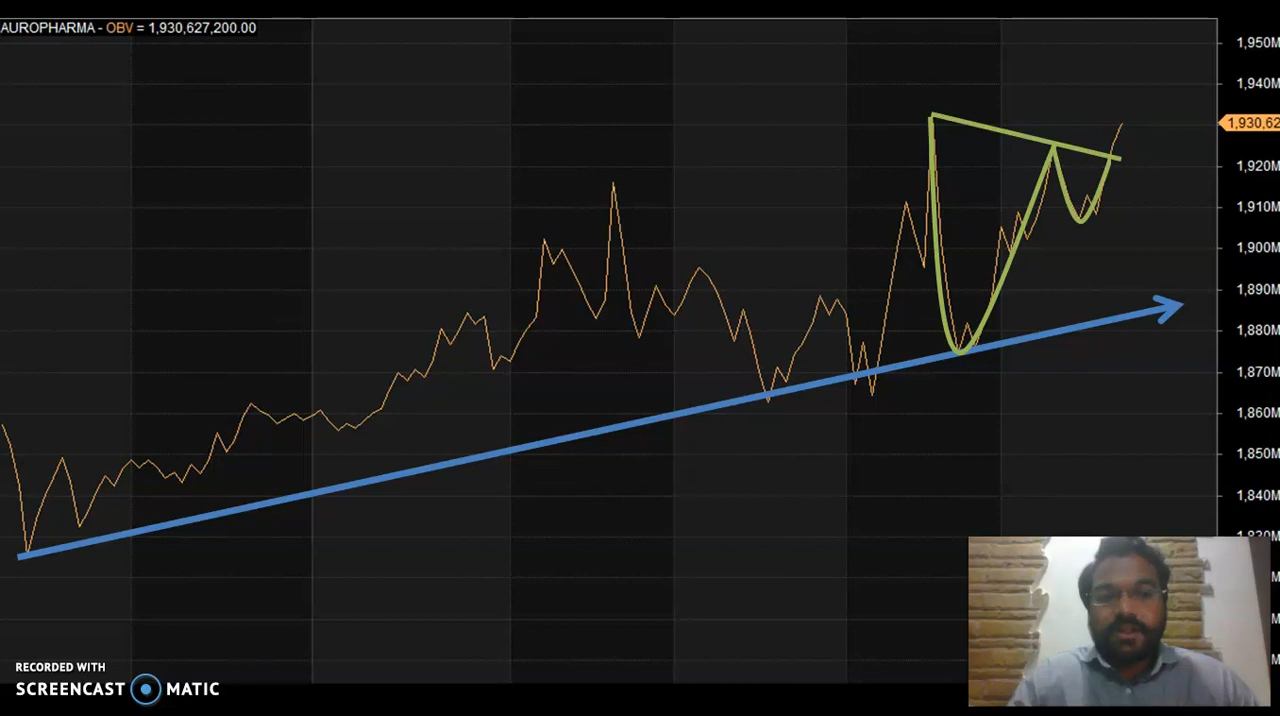 AUROPHARMA - OBV = 1,930,627,200.00
1,950M
1,940M
1,930,62
1,920M
1,910M
1,900M
1,890M
1,880M
1,870M
1,860M
1,850M
1,840M
RECORDED WITH
SCREENCAST MATIC